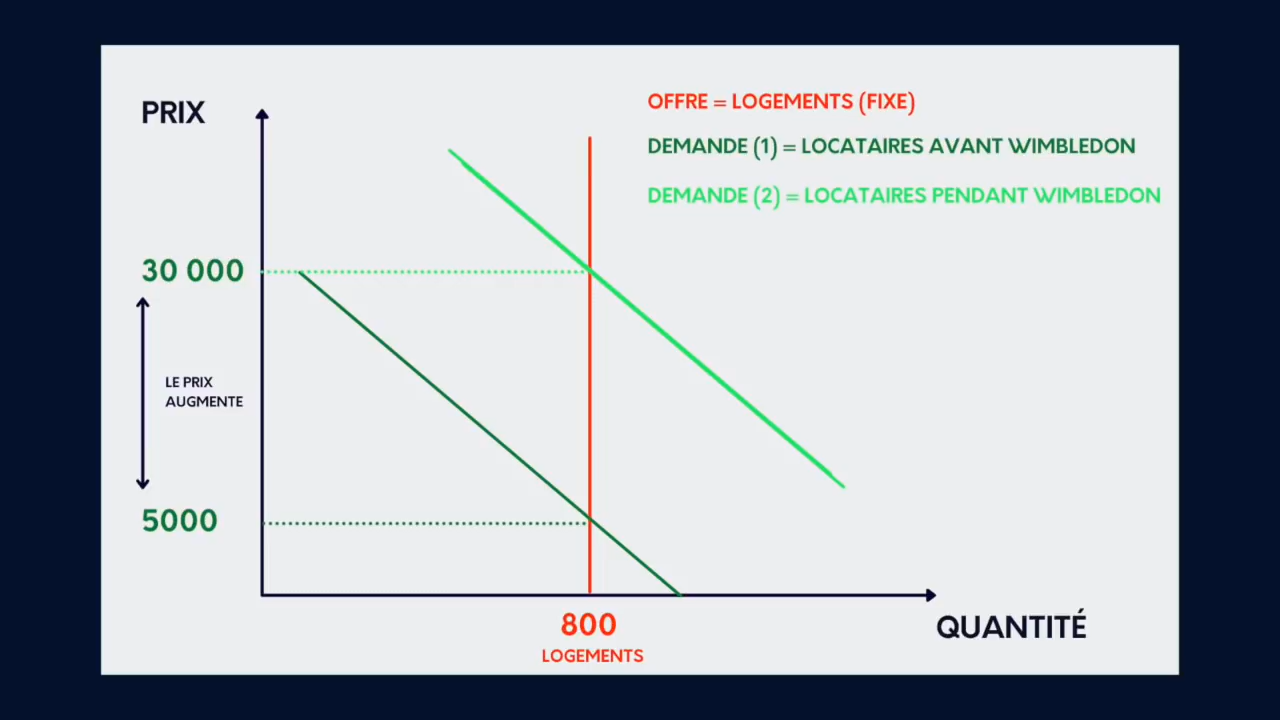 PRIX
OFFRE = LOGEMENTS (FIXE)
DEMANDE (1) = LOCATAIRES AVANT WIMBLEDON
DEMANDE (2) = LOCATAIRES PENDANT WIMBLEDON
30 000
LE PRIX
AUGMENTE
5000
800
LOGEMENTS
QUANTITÉ